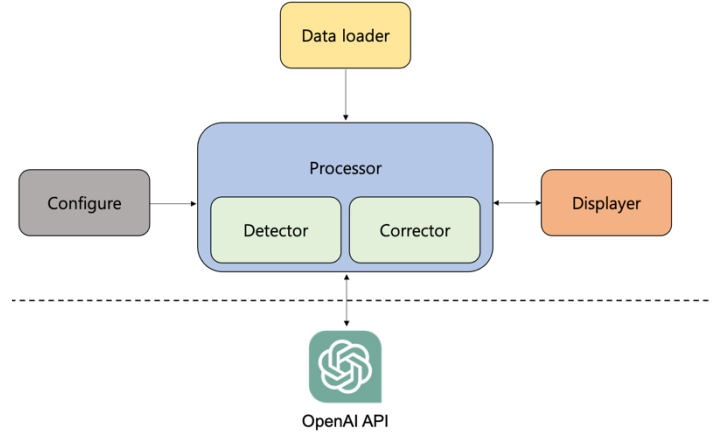 Data loader
Processor
Configure
Detector
Corrector
Displayer
OpenAI API